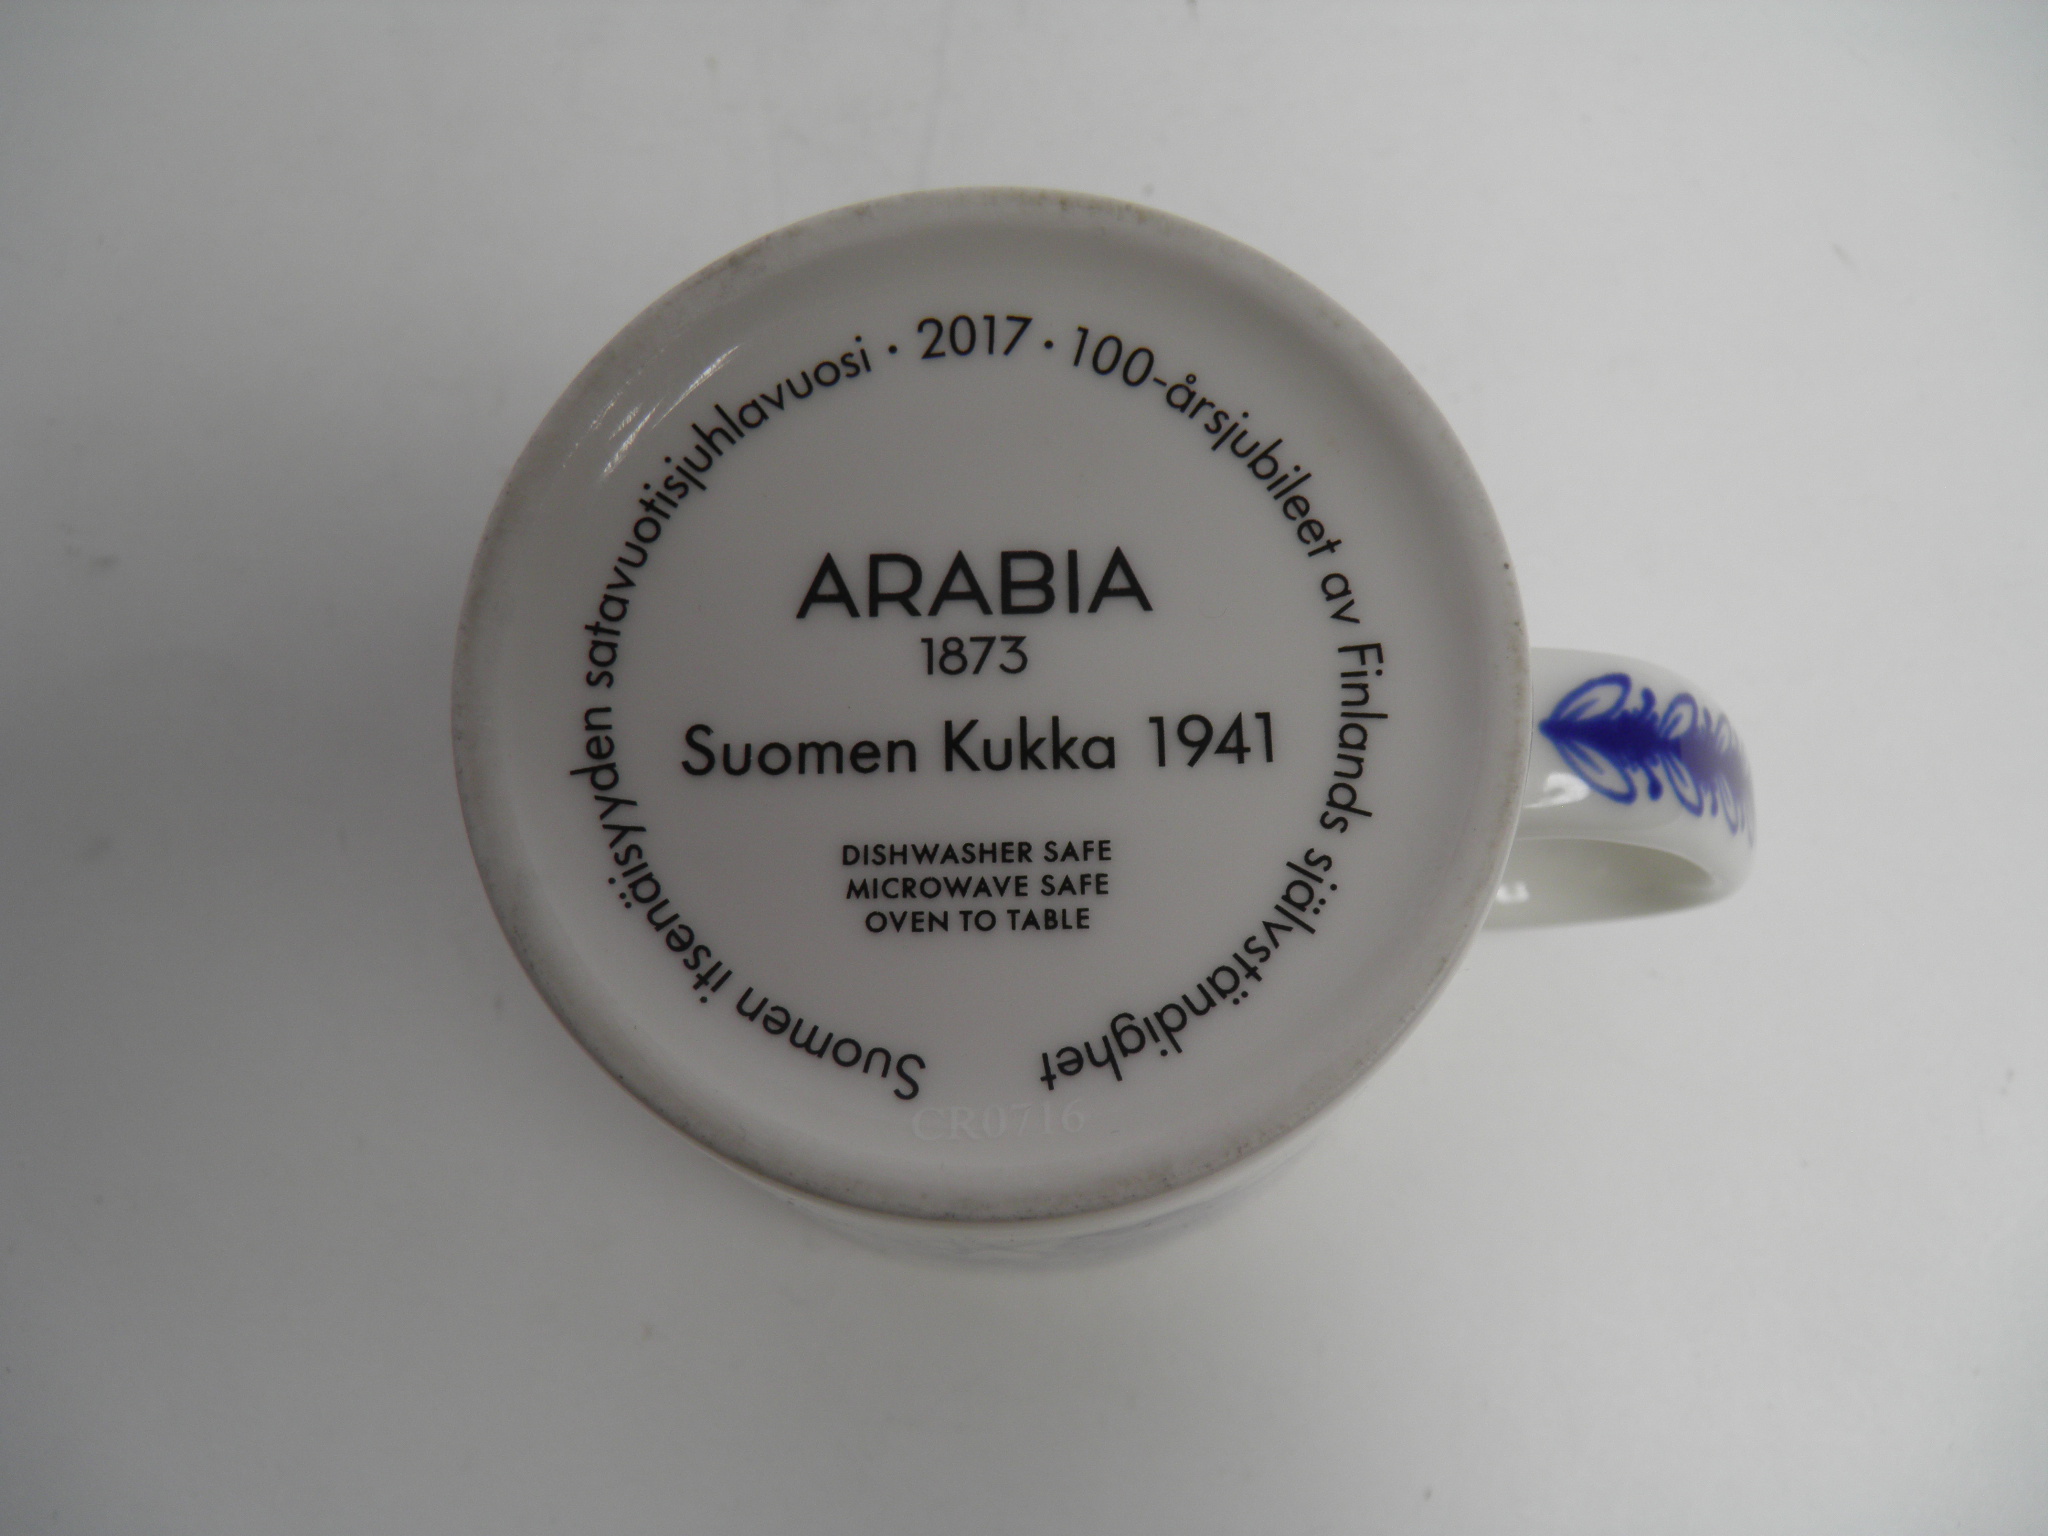 Suomen itsenäisyyden satavuotisjuhlavuosi · 2017 · 100-årsjubileet av Finlands självständighet
ARABIA
1873
Suomen Kukka 1941
DISHWASHER SAFE
MICROWAVE SAFE
OVEN TO TABLE
CR0716